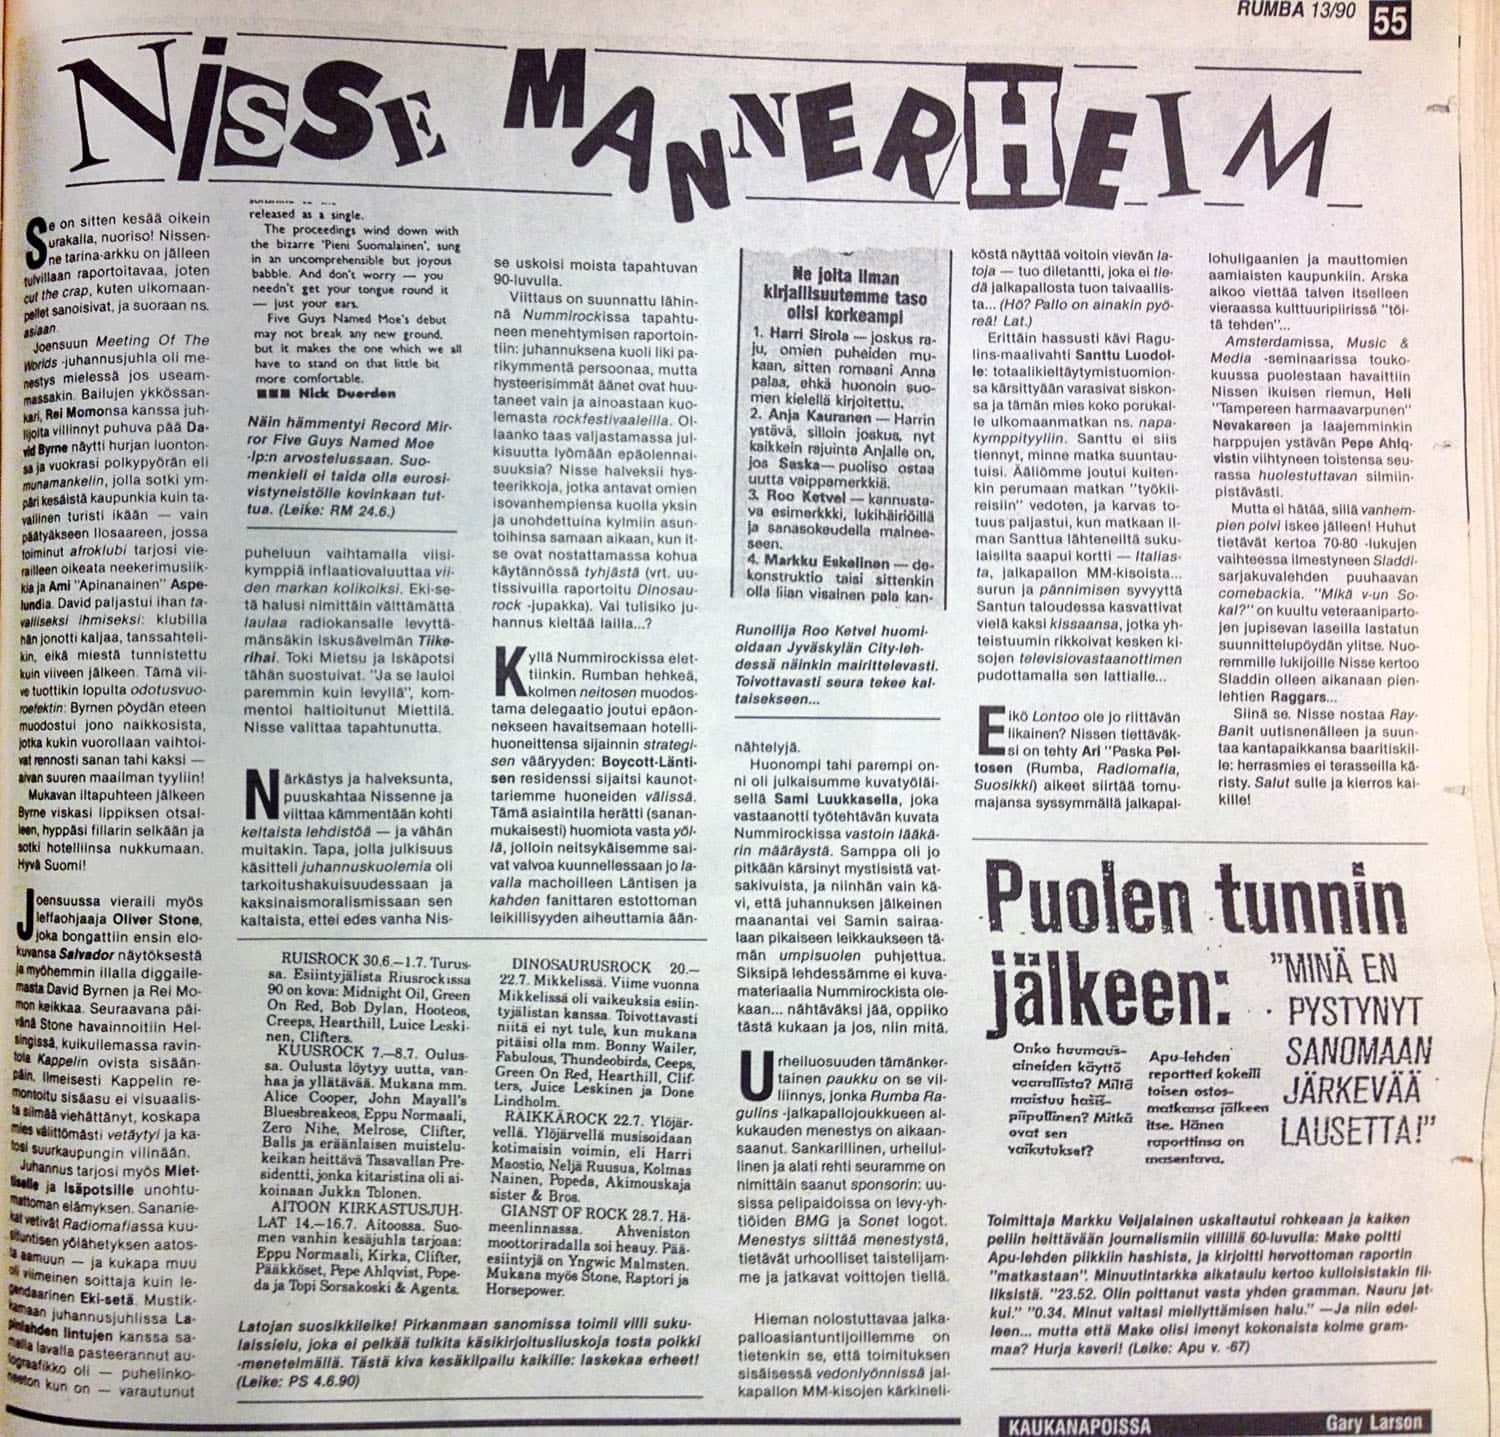 RUMBA 13/90 55
NiSSE MANNERHEIM
Se on sitten kesää oikein
urakalla, nuoriso! Nissen-
ne tarina-arkku on jälleen
tulvillaan raportoitavaa, joten
cut the crap, kuten ulkomaan-
pellet sanoisivat, ja suoraan ns.
asiaan.
Joensuun Meeting Of The
Worlds -juhannusjuhla oli me-
nestys mielessä jos useam-
massakin. Bailujen ykkössan-
kari, Rei Momonsa kanssa juh-
lijoita villinnyt puhuva pää Da-
vid Byrne näytti hurjan luonton-
sa ja vuokrasi polkypyörän eli
munamankelin, jolla sotki ym-
päri kesäistä kaupunkia kuin ta-
vallinen turisti ikään — vain
päätyäkseen Ilosaareen, jossa
toiminut afroklubi tarjosi vie-
railleen oikeata neekerimusiik-
kia ja Ami "Apinanainen" Aspe-
lundia. David paljastui ihan ta-
valliseksi ihmiseksi: klubilla
hän jonotti kaljaa, tanssahteli-
kin, eikä miestä tunnistettu
kuin viiveen jälkeen. Tämä vii-
ve tuottikin lopulta odotusvuo-
roefektin: Byrnen pöydän eteen
muodostui jono naikkosista,
jotka kukin vuorollaan vaihtoi-
vat rennosti sanan tahi kaksi —
aivan suuren maailman tyyliin!
Mukavan iltapuhteen jälkeen
Byrne viskasi lippiksen otsal-
leen, hyppäsi fillarin selkään ja
sotki hotelliinsa nukkumaan.
Hyvä Suomi!
Joensuussa vieraili myös
leffaohjaaja Oliver Stone,
joka bongattiin ensin elo-
kuvansa Salvador näytöksestä
ja myöhemmin illalla diggaile-
masta David Byrnen ja Rei Mo-
mon keikkaa. Seuraavana päi-
vänä Stone havainnoitiin Hel-
singissä, kuikullemassa ravin-
tola Kappelin ovista sisään-
päin. Ilmeisesti Kappelin re-
montoitu sisäasu ei visuaalis-
ta silmää viehättänyt, koskapa
mies välittömästi vetäytyi ja ka-
tosi suurkaupungin vilinään.
Juhannus tarjosi myös Miet-
tiselle ja Isäpotsille unohtu-
mattoman elämyksen. Sananie-
kat vetivät Radiomafiassa kuu-
situntisen yölähetyksen aatos-
ta aamuun — ja kukapa muu
oli viimeinen soittaja kuin le-
gendaarinen Eki-setä. Mustik-
kamaan juhannusjuhlissa La-
pinlahden lintujen kanssa sa-
malla lavalla pasteerannut au-
tograafikko oli — puhelinko-
neeton kun on — varautunut
released as a single.
The proceedings wind down with
the bizarre 'Pieni Suomalainen', sung
in an uncomprehensible but joyous
babble. And don't worry — you
needn't get your tongue round it
— just your ears.
Five Guys Named Moe's debut
may not break any new ground,
but it makes the one which we all
have to stand on that little bit
more comfortable.
■■■ Nick Duerden
Näin hämmentyi Record Mir-
ror Five Guys Named Moe
-lp:n arvostelussaan. Suo-
menkieli ei taida olla eurosi-
vistyneistölle kovinkaan tut-
tua. (Leike: RM 24.6.)
puheluun vaihtamalla viisi-
kymppiä inflaatiovaluuttaa vii-
den markan kolikoiksi. Eki-se-
tä halusi nimittäin välttämättä
laulaa radiokansalle levyttä-
mänsäkin iskusävelmän Tiike-
rihai. Toki Mietsu ja Iskäpotsi
tähän suostuivat. "Ja se lauloi
paremmin kuin levyllä", kom-
mentoi haltioitunut Miettilä.
Nisse valittaa tapahtunutta.
Närkästys ja halveksunta,
puuskahtaa Nissenne ja
viittaa kämmentään kohti
keltaista lehdistöä — ja vähän
muitakin. Tapa, jolla julkisuus
käsitteli juhannuskuolemia oli
tarkoitushakuisuudessaan ja
kaksinaismoralismissaan sen
kaltaista, ettei edes vanha Nis-
se uskoisi moista tapahtuvan
90-luvulla.
Viittaus on suunnattu lähin-
nä Nummirockissa tapahtu-
neen menehtymisen raportoin-
tiin: juhannuksena kuoli liki pa-
rikymmentä persoonaa, mutta
hysteerisimmät äänet ovat huu-
taneet vain ja ainoastaan kuo-
lemasta rockfestivaaleilla. Ol-
laanko taas valjastamassa jul-
kisuutta lyömään epäolennai-
suuksia? Nisse halveksii hys-
teerikkoja, jotka antavat omien
isovanhempiensa kuolla yksin
ja unohdettuina kylmiin asun-
toihinsa samaan aikaan, kun it-
se ovat nostattamassa kohua
käytännössä tyhjästä (vrt. uu-
tissivuilla raportoitu Dinosau-
rock -jupakka). Vai tulisiko ju-
hannus kieltää lailla...?
Kyllä Nummirockissa elet-
tiinkin. Rumban hehkeä,
kolmen neitosen muodos-
tama delegaatio joutui epäon-
nekseen havaitsemaan hotelli-
huoneittensa sijainnin strategi-
sen vääryyden: Boycott-Länti-
sen residenssi sijaitsi kaunot-
tariemme huoneiden välissä.
Tämä asiaintila herätti (sanan-
mukaisesti) huomiota vasta yöl-
lä, jolloin neitsykäisemme sai-
vat valvoa kuunnellessaan jo la-
valla machoilleen Läntisen ja
kahden fanittaren estottoman
leikillisyyden aiheuttamia ään-
RUISROCK 30.6.—1.7. Turus-
sa. Esiintyjälista Riusrockissa
90 on kova: Midnight Oil, Green
On Red, Bob Dylan, Hooteos,
Creeps, Hearthill, Luice Leski-
nen, Clifters.
KUUSROCK 7.—8.7. Oulus-
sa. Oulusta löytyy uutta, van-
haa ja yllätävää. Mukana mm.
Alice Cooper, John Mayall's
Bluesbreakeos, Eppu Normaali,
Zero Nihe, Melrose, Clifter,
Balls ja eräänlaisen muistelu-
keikan heittävä Tasavallan Pre-
sidentti, jonka kitaristina oli ai-
koinaan Jukka Tolonen.
AITOON KIRKASTUSJUH-
LAT 14.—16.7. Aitoossa. Suo-
men vanhin kesäjuhla tarjoaa:
Eppu Normaali, Kirka, Clifter,
Pääkköset, Pepe Ahlqvist, Pope-
da ja Topi Sorsakoski & Agenta.
DINOSAURUSROCK 20.—
22.7. Mikkelissä. Viime vuonna
Mikkelissä oli vaikeuksia esiin-
tyjälistan kanssa. Toivottavasti
niitä ei nyt tule, kun mukana
pitäisi olla mm. Bonny Wailer,
Fabulous, Thundeobirds, Ceeps,
Green On Red, Hearthill, Clif-
ters, Juice Leskinen ja Done
Lindholm.
RÄIKKÄROCK 22.7. Ylöjär-
vellä. Ylöjärvellä musisoidaan
kotimaisin voimin, eli Harri
Maostio, Neljä Ruusua, Kolmas
Nainen, Popeda, Akimouskaja
sister & Bros.
GIANST OF ROCK 28.7. Hä-
meenlinnassa. Ahveniston
moottoriradalla soi heauy. Pää-
esiintyjä on Yngwic Malmsten.
Mukana myös Stone, Raptori ja
Horsepower.
Latojan suosikkileike! Pirkanmaan sanomissa toimii villi suku-
laissielu, joka ei pelkää tulkita käsikirjoitusliuskoja tosta poikki
-menetelmällä. Tästä kiva kesäkilpailu kaikille: laskekaa erheet!
(Leike: PS 4.6.90)
Ne joita ilman
kirjallisuutemme taso
olisi korkeampi
1. Harri Sirola — joskus ra-
ju, omien puheiden mu-
kaan, sitten romaani Anna
palaa, ehkä huonoin suo-
men kielellä kirjoitettu.
2. Anja Kauranen — Harrin
ystävä, silloin joskus, nyt
kaikkein rajuinta Anjalle on,
jos Saska— puoliso ostaa
uutta vaippamerkkiä.
3. Roo Ketvel — kannusta-
va esimerkki, lukihäiriöillä
ja sanasokeudella mainee-
seen.
4. Markku Eskelinen — de-
konstruktio taisi sittenkin
olla liian visainen pala kan-
Runoilija Roo Ketvel huomi-
oidaan Jyväskylän City-leh-
dessä näinkin mairittelevasti.
Toivottavasti seura tekee kal-
taisekseen...
nähtelyjä.
Huonompi tahi parempi on-
ni oli julkaisumme kuvatyöläi-
sellä Sami Luukkasella, joka
vastaanotti työtehtävän kuvata
Nummirockissa vastoin lääkä-
rin määräystä. Samppa oli jo
pitkään kärsinyt mystisistä vat-
sakivuista, ja niinhän vain kä-
vi, että juhannuksen jälkeinen
maanantai vei Samin sairaa-
laan pikaiseen leikkaukseen tä-
män umpisuolen puhjettua.
Siksipä lehdessämme ei kuva-
materiaalia Nummirockista ole-
kaan... nähtäväksi jää, oppiiko
tästä kukaan ja jos, niin mitä.
Urheiluosuuden tämänker-
tainen paukku on se vil-
liinnys, jonka Rumba Ra-
gulins -jalkapallojoukkueen al-
kukauden menestys on aikaan-
saanut. Sankarillinen, urheilul-
linen ja alati rehti seuramme on
nimittäin saanut sponsorin: uu-
sissa pelipaidoissa on levy-yh-
tiöiden BMG ja Sonet logot.
Menestys siittää menestystä,
tietävät urhoolliset taistelijam-
me ja jatkavat voittojen tiellä.
Hieman nolostuttavaa jalka-
palloasiantuntijoillemme on
tietenkin se, että toimituksen
sisäisessä vedonlyönnissä jal-
kapallon MM-kisojen kärkineli-
köstä näyttää voitoin vievän la-
toja — tuo diletantti, joka ei tie-
dä jalkapallosta tuon taivaallis-
ta... (Hö? Pallo on ainakin pyö-
reä! Lat.)
Erittäin hassusti kävi Ragu-
lins-maalivahti Santtu Luodol-
le: totaalikieltäytymistuomion-
sa kärsittyään varasivat siskon-
sa ja tämän mies koko porukal-
le ulkomaanmatkan ns. napa-
kymppityyliin. Santtu ei siis
tiennyt, minne matka suuntau-
tuisi. Ääliömme joutui kuiten-
kin perumaan matkan "työkii-
reisiin" vedoten, ja karvas to-
tuus paljastui, kun matkaan il-
man Santtua lähteneiltä suku-
laisilta saapui kortti — Italias-
ta, jalkapallon MM-kisoista...
surun ja pännimisen syvyyttä
Santun taloudessa kasvattivat
vielä kaksi kissaansa, jotka yh-
teistuumin rikkoivat kesken ki-
sojen televisiovastaanottimen
pudottamalla sen lattialle...
Eikö Lontoo ole jo riittävän
likainen? Nissen tiettäväk-
si on tehty Ari "Paska Pel-
tosen (Rumba, Radiomafia,
Suosikki) aikeet siirtää tomu-
majansa syssymmällä jalkapal-
lohuligaanien ja mauttomien
aamiaisten kaupunkiin. Arska
aikoo viettää talven itselleen
vieraassa kulttuuripiirissä "töi-
tä tehden"...
Amsterdamissa, Music &
Media -seminaarissa touko-
kuussa puolestaan havaittiin
Nissen ikuisen riemun, Heli
"Tampereen harmaavarpunen"
Nevakareen ja laajemminkin
harppujen ystävän Pepe Ahlq-
vistin viihtyneen toistensa seu-
rassa huolestuttavan silmiin-
pistävästi.
Mutta ei hätää, sillä vanhem-
pien polvi iskee jälleen! Huhut
tietävät kertoa 70-80 -lukujen
vaihteessa ilmestyneen Sladdi-
sarjakuvalehden puuhaavan
comebackia. "Mikä v-un So-
kal?" on kuultu veteraaniparto-
jen jupisevan laseilla lastatun
suunnittelupöydän ylitse. Nuo-
remmille lukijoille Nisse kertoo
Sladdin olleen aikanaan pien-
lehtien Raggars...
Siinä se. Nisse nostaa Ray-
Banit uutisnenälleen ja suun-
taa kantapaikkansa baaritiskil-
le: herrasmies ei terasseilla kä-
risty. Salut sulle ja kierros kai-
kille!
Puolen tunnin
jälkeen:
"MINÄ EN
PYSTYNYT
SANOMAAN
JÄRKEVÄÄ
LAUSETTA!"
Onko huumaus-
aineiden käyttö
vaarallista? Miltä
maistuu hašiš-
piipullinen? Mitkä
ovat sen
vaikutukset?
Apu-lehden
reportteri kokeili
toisen ostos-
matkansa jälkeen
itse. Hänen
raporttinsa on
masentava.
Toimittaja Markku Veijalainen uskaltautui rohkeaan ja kaiken
peliin heittävään journalismiin villillä 60-luvulla: Make poltti
Apu-lehden piikkiin hashista, ja kirjoitti hervottoman raportin
"matkastaan". Minuutintarkka aikataulu kertoo kulloisistakin fii-
liksistä. "23.52. Olin polttanut vasta yhden gramman. Nauru jat-
kui." "0.34. Minut valtasi miellyttämisen halu." —Ja niin edel-
leen... mutta että Make olisi imenyt kokonaista kolme gram-
maa? Hurja kaveri! (Leike: Apu v. -67)
KAUKANAPOISSA Gary Larson